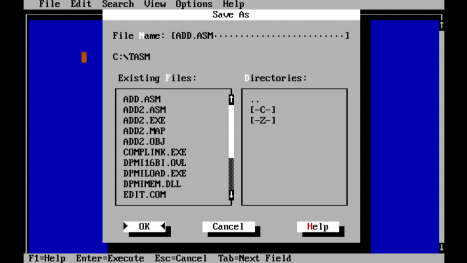 File Edit Search View Options Help
Save As
File Name: [ADD.ASM································]
C:\TASM
Existing Files: Directories:
ADD.ASM ..
ADD2.ASM [-C-]
ADD2.EXE [-Z-]
ADD2.MAP
ADD2.OBJ
COMPLINK.EXE
DPMI16BI.OVL
DPMILOAD.EXE
DPMIMEM.DLL
EDIT.COM
OK Cancel Help
F1=Help Enter=Execute Esc=Cancel Tab=Next Field